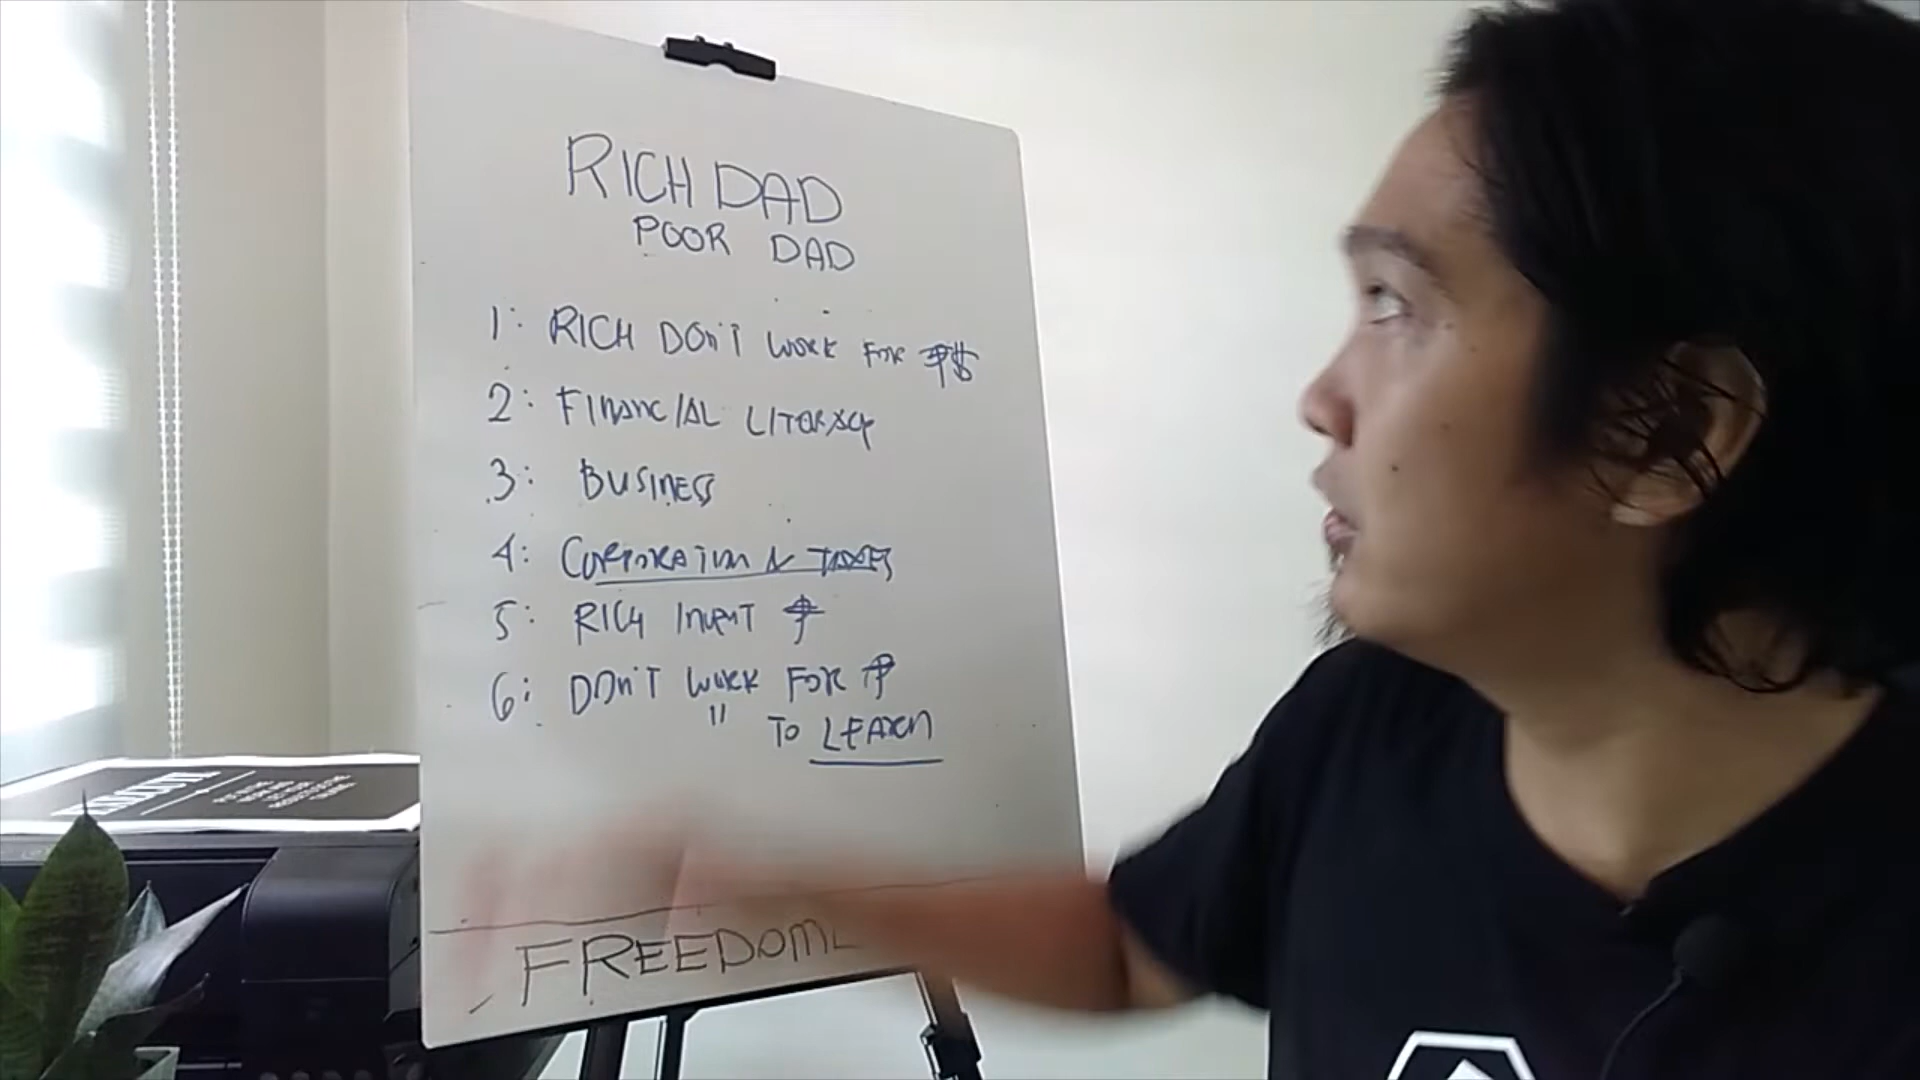 RICH DAD
POOR DAD
1: RICH DON'T WORK FOR ₱$
2: FINANCIAL LITERACY
3: BUSINESS
4: CORPORATION & TAXES
5: RICH INVENT ₱
6: DON'T WORK FOR ₱
" TO LEARN
FREEDOM